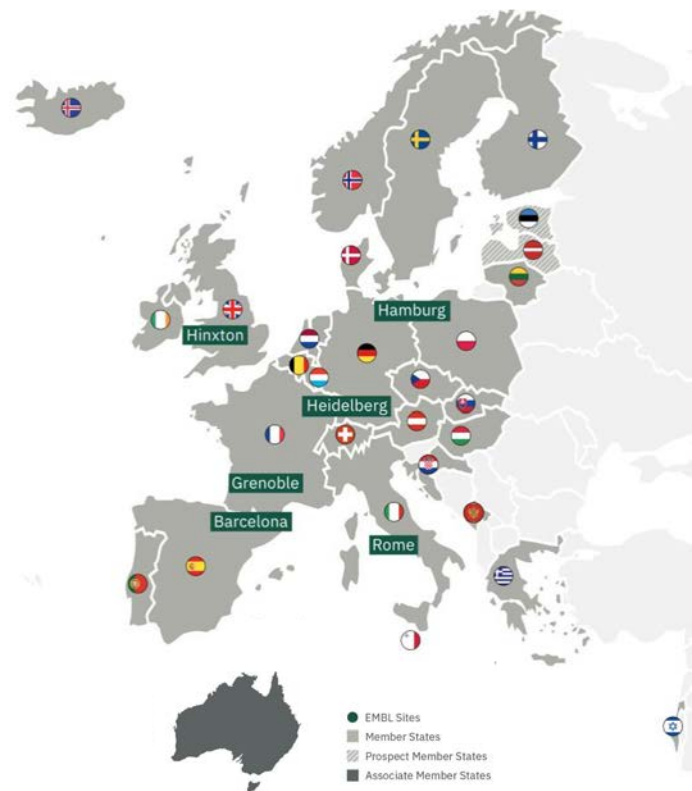 Hamburg
Hinxton
Heidelberg
Grenoble
Barcelona
Rome
EMBL Sites
Member States
Prospect Member States
Associate Member States